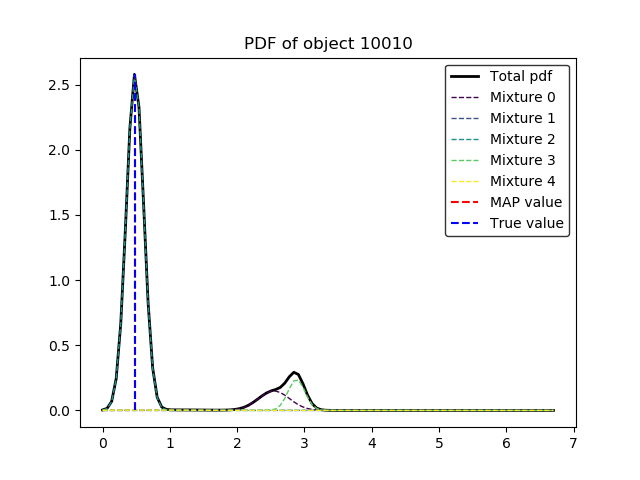 PDF of object 10010
Total pdf
Mixture 0
Mixture 1
Mixture 2
Mixture 3
Mixture 4
MAP value
True value
2.5
2.0
1.5
1.0
0.5
0.0
0 1 2 3 4 5 6 7